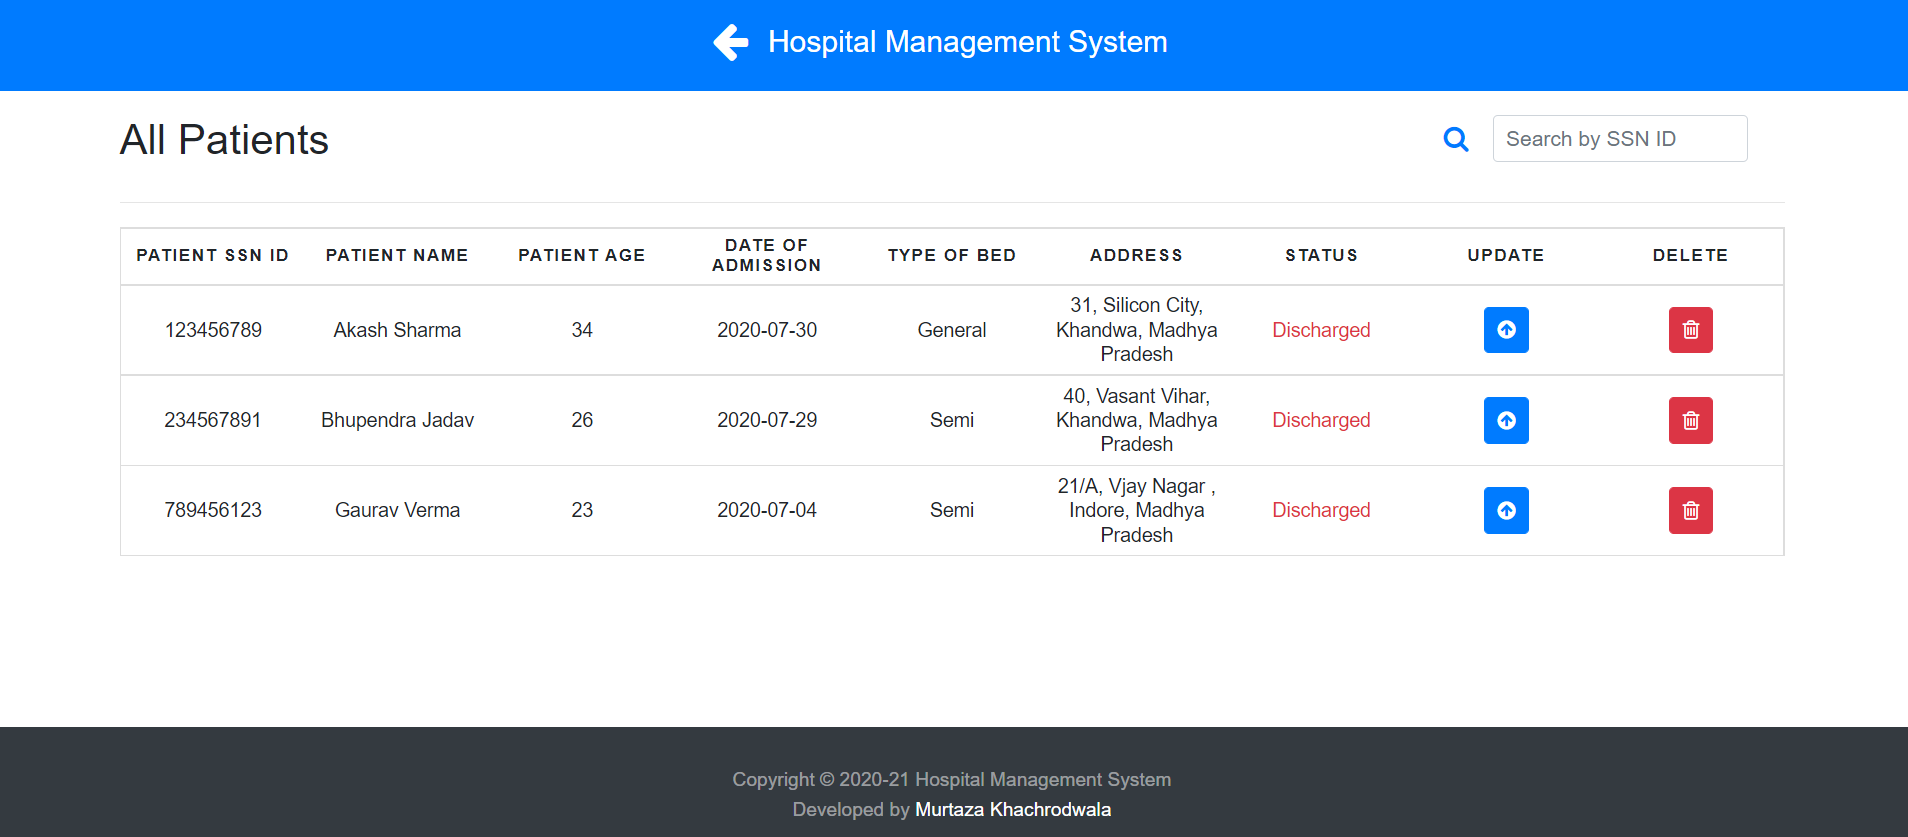 Hospital Management System
All Patients
Search by SSN ID
PATIENT SSN ID PATIENT NAME PATIENT AGE DATE OF ADMISSION TYPE OF BED ADDRESS STATUS UPDATE DELETE
123456789 Akash Sharma 34 2020-07-30 General 31, Silicon City, Khandwa, Madhya Pradesh Discharged
234567891 Bhupendra Jadav 26 2020-07-29 Semi 40, Vasant Vihar, Khandwa, Madhya Pradesh Discharged
789456123 Gaurav Verma 23 2020-07-04 Semi 21/A, Vjay Nagar , Indore, Madhya Pradesh Discharged
Copyright © 2020-21 Hospital Management System
Developed by Murtaza Khachrodwala